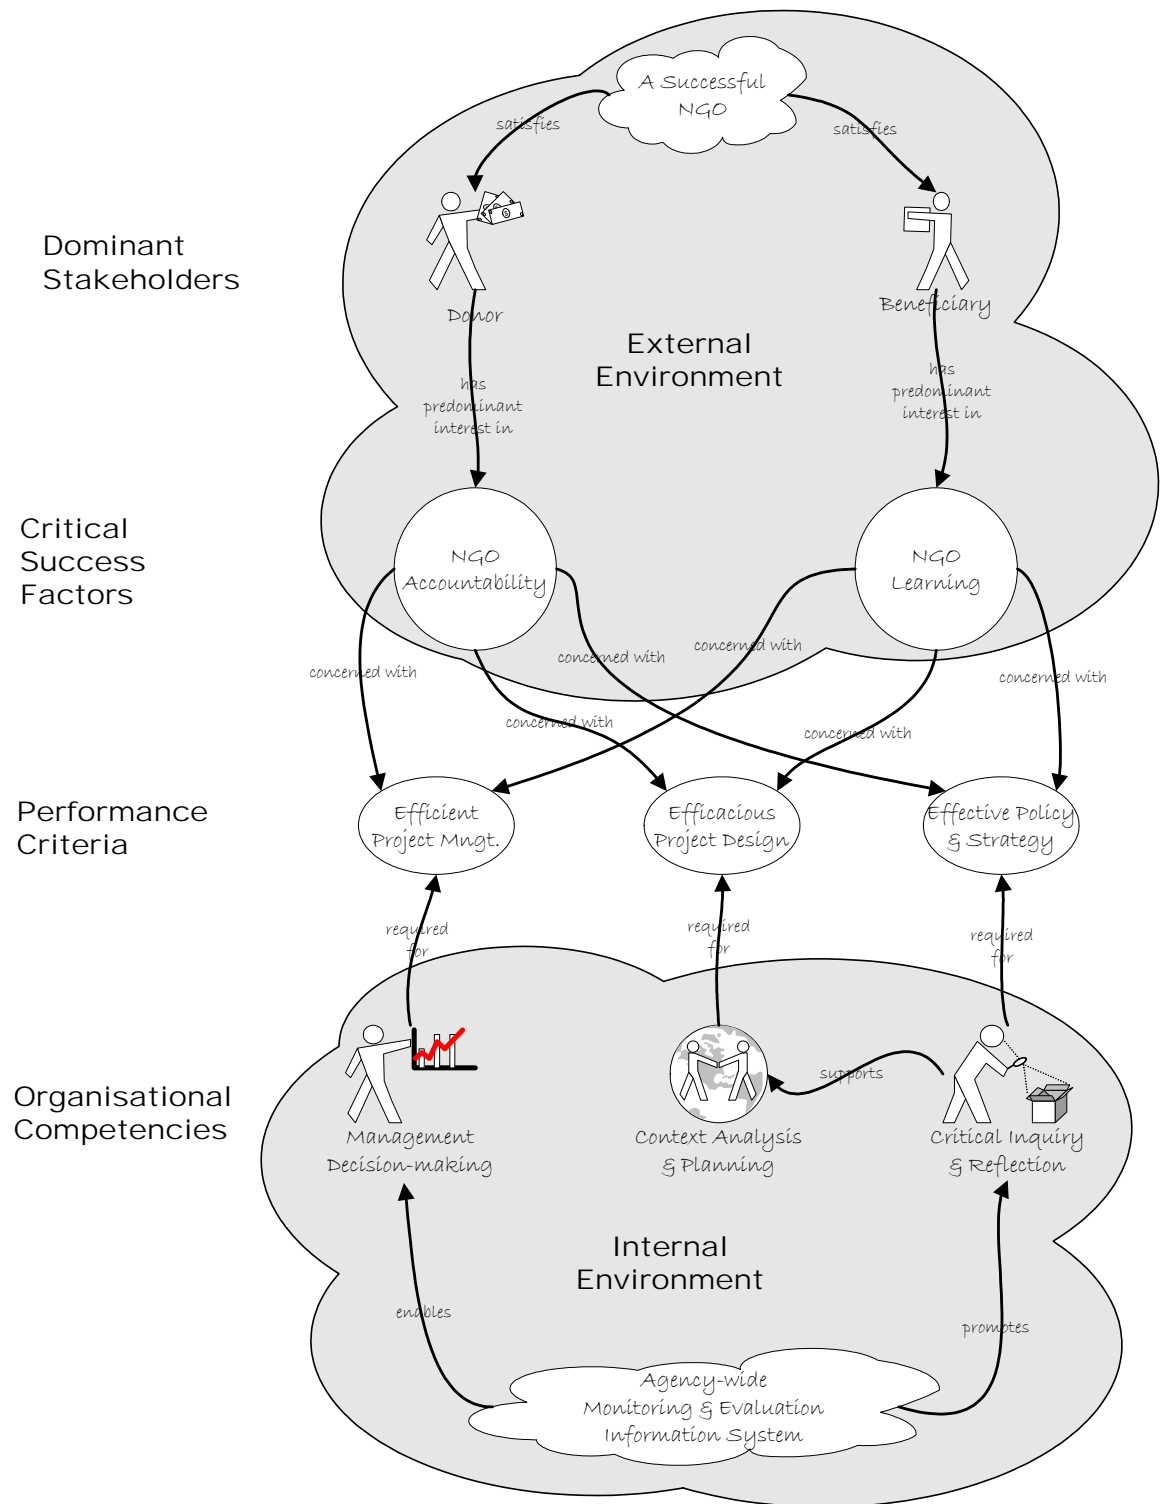 A Successful
NGO
satisfies
satisfies
Dominant
Stakeholders
Donor
Beneficiary
External
Environment
has
predominant
interest in
has
predominant
interest in
Critical
Success
Factors
NGO
Accountability
NGO
Learning
concerned with
concerned with
concerned with
concerned with
concerned with
concerned with
Performance
Criteria
Efficient
Project Mngt.
Efficacious
Project Design
Effective Policy
& Strategy
required
for
required
for
required
for
Organisational
Competencies
supports
Management
Decision-making
Context Analysis
& Planning
Critical Inquiry
& Reflection
Internal
Environment
enables
promotes
Agency-wide
Monitoring & Evaluation
Information System